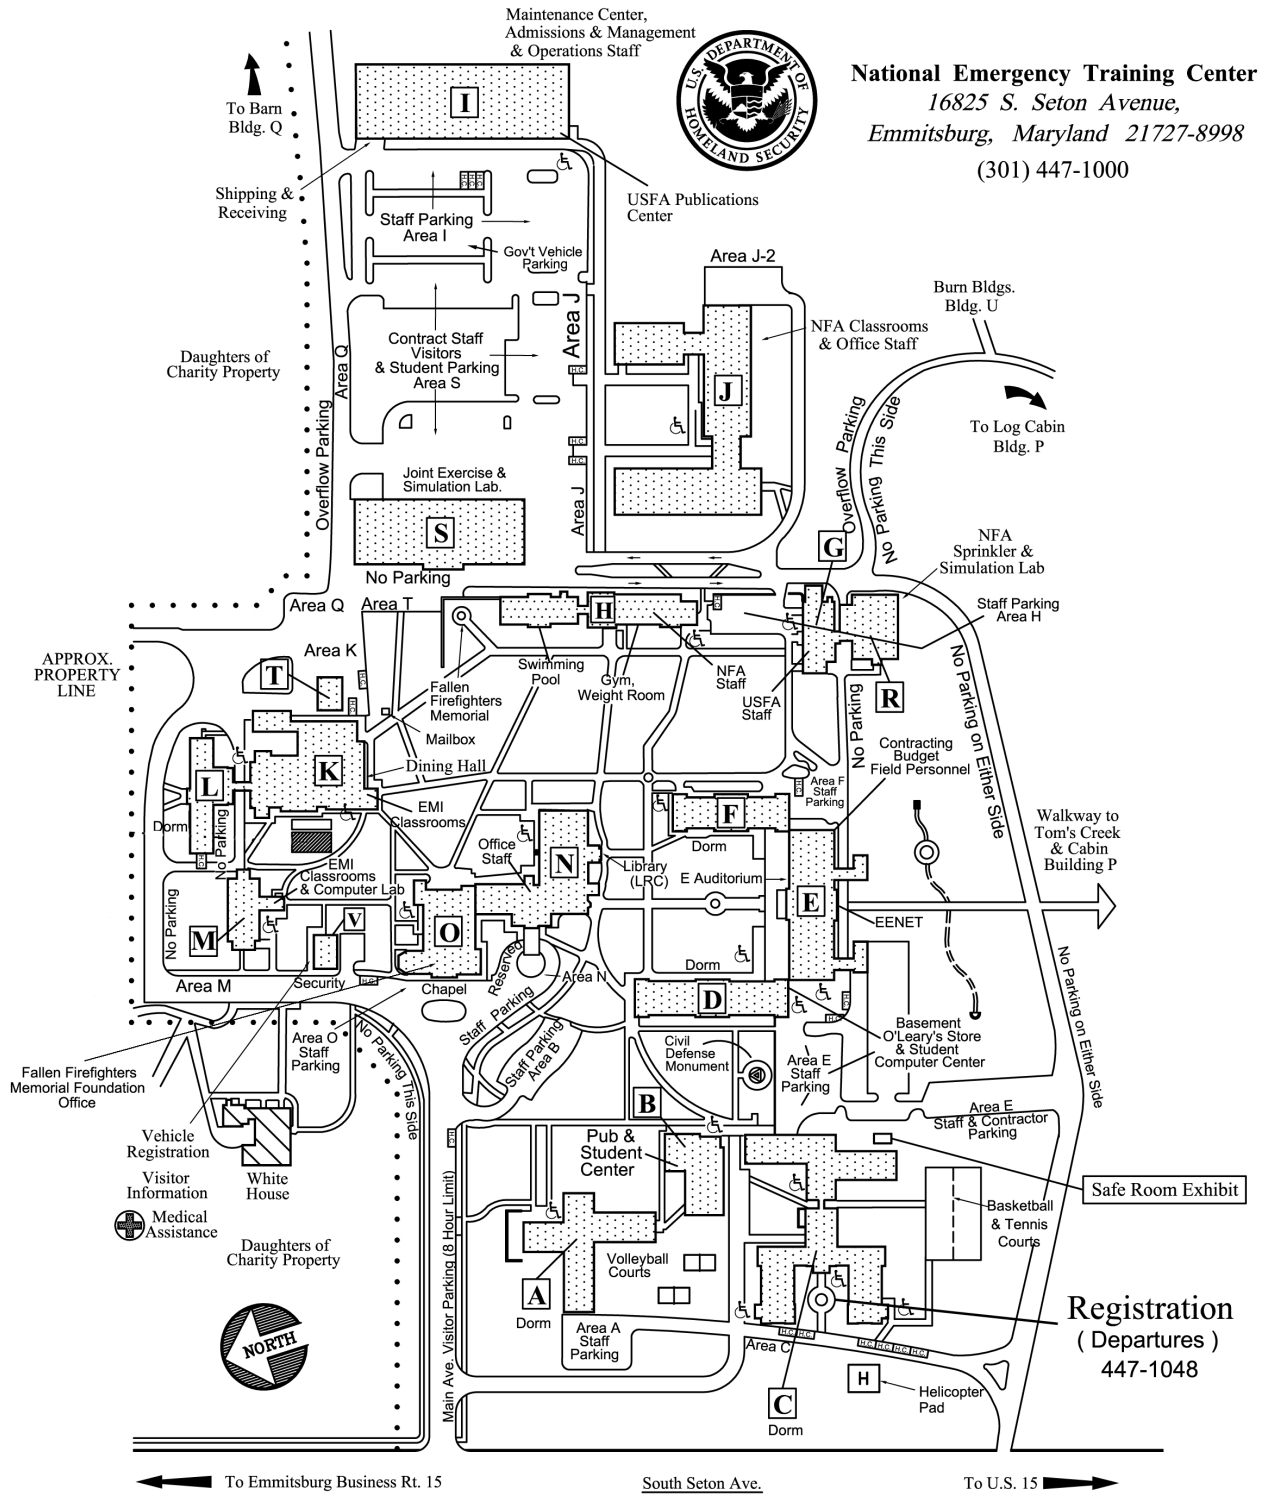 Maintenance Center,
Admissions & Management
& Operations Staff
U.S. DEPARTMENT OF
HOMELAND SECURITY
National Emergency Training Center
16825 S. Seton Avenue,
Emmitsburg, Maryland 21727-8998
(301) 447-1000
To Barn
Bldg. Q
I
Shipping &
Receiving
H.C.
H.C.
H.C.
USFA Publications
Center
Staff Parking
Area I
Gov't Vehicle
Parking
Area J-2
Burn Bldgs.
Bldg. U
Area J
NFA Classrooms
& Office Staff
Contract Staff
Visitors
& Student Parking
Area S
Daughters of
Charity Property
Area Q
H.C.
J
Overflow Parking
Overflow Parking
No Parking This Side
To Log Cabin
Bldg. P
H.C.
H.C.
Joint Exercise &
Simulation Lab.
Area J
S
G
NFA
Sprinkler &
Simulation Lab
No Parking
Area Q
Area T
H
H.C.
Staff Parking
Area H
APPROX.
PROPERTY
LINE
Area K
T
H.C.
H.C.
Swimming
Pool
Gym,
Weight Room
NFA
Staff
USFA
Staff
R
No Parking
No Parking on Either Side
Fallen
Firefighters
Memorial
Mailbox
Contracting
Budget
Field Personnel
L
K
Dining Hall
EMI
Classrooms
Area F
Staff
Parking
H.C.
Dorm
No Parking
H.C.
F
Dorm
Office
Staff
N
Library
(LRC)
E Auditorium
Walkway to
Tom's Creek
& Cabin
Building P
EMI
Classrooms
& Computer Lab
E
EENET
No Parking
M
V
O
Dorm
Reserved
Area N
Area M
Security
H.C.
Chapel
D
H.C.
H.C.
No Parking on Either Side
Staff Parking
Staff Parking
Area B
Area O
Staff
Parking
No Parking This Side
Civil
Defense
Monument
Area E
Staff
Parking
Basement
O'Leary's Store
& Student
Computer Center
Fallen Firefighters
Memorial Foundation
Office
B
Area E
Staff & Contractor
Parking
H.C.
Pub &
Student
Center
Vehicle
Registration
Visitor
Information
Medical
Assistance
White
House
Safe Room Exhibit
Basketball
& Tennis
Courts
Daughters of
Charity Property
Volleyball
Courts
A
Dorm
Main Ave. Visitor Parking (8 Hour Limit)
Registration
( Departures )
447-1048
NORTH
Area A
Staff
Parking
Area C
H.C.
H.C.
H.C.
H.C.
H.C.
H.C.
C
Dorm
H
Helicopter
Pad
To Emmitsburg Business Rt. 15
South Seton Ave.
To U.S. 15